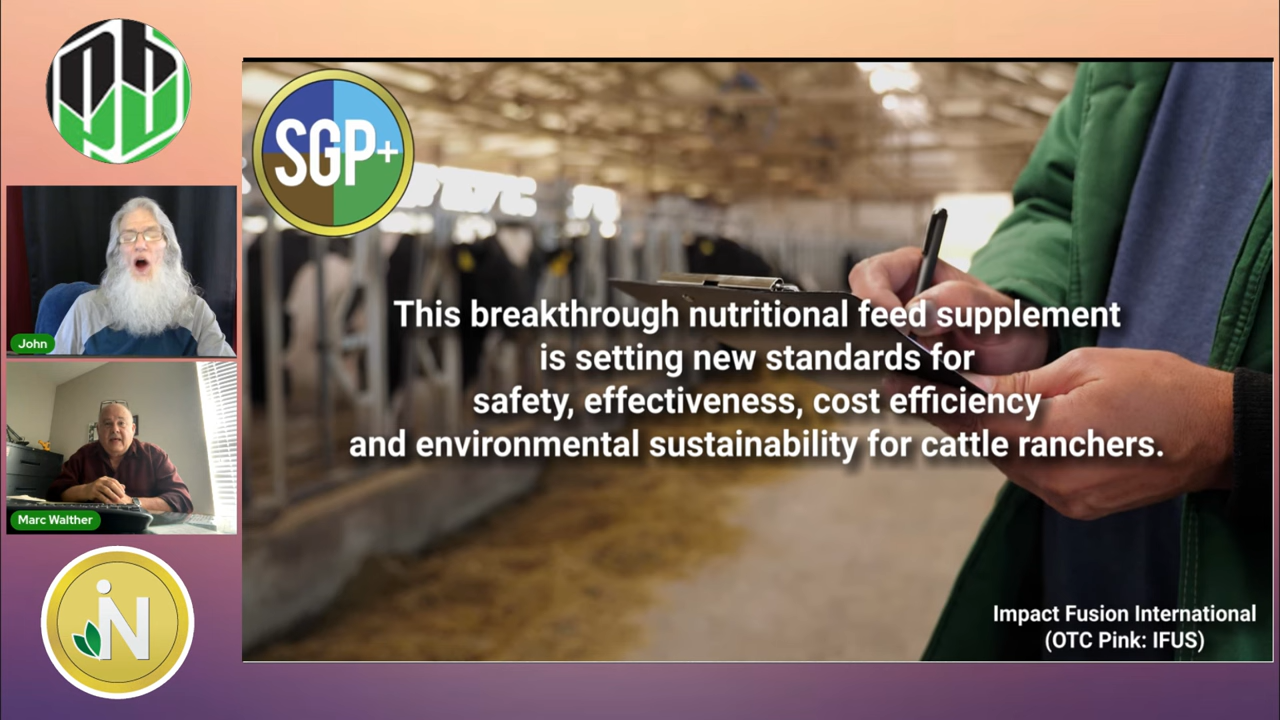 John
Marc Walther
iN
SGP+
This breakthrough nutritional feed supplement
is setting new standards for
safety, effectiveness, cost efficiency
and environmental sustainability for cattle ranchers.
Impact Fusion International
(OTC Pink: IFUS)